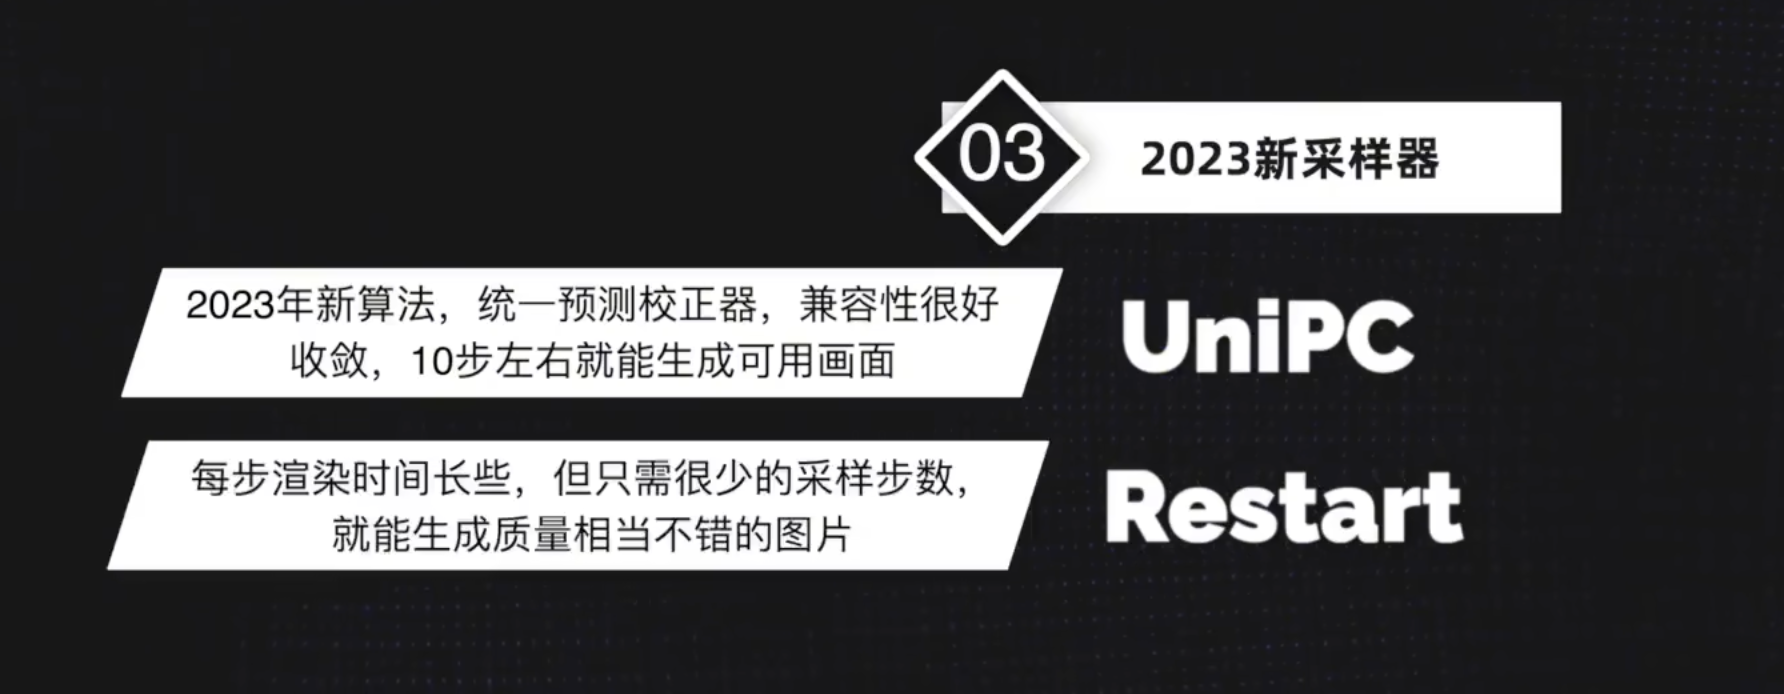 03
2023新采样器
2023年新算法，统一预测校正器，兼容性很好
收敛，10步左右就能生成可用画面
UniPC
每步渲染时间长些，但只需很少的采样步数，
就能生成质量相当不错的图片
Restart